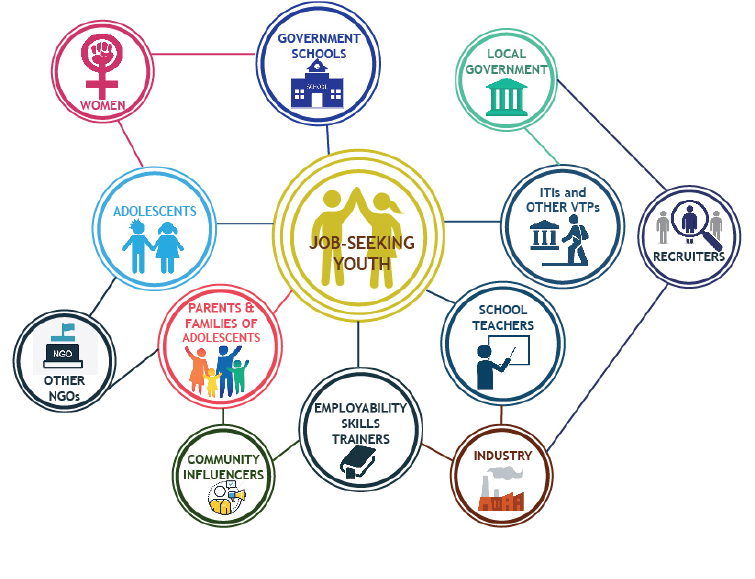 WOMEN
GOVERNMENT
SCHOOLS
SCHOOL
LOCAL
GOVERNMENT
ADOLESCENTS
JOB-SEEKING
YOUTH
ITIs and
OTHER VTPs
RECRUITERS
PARENTS &
FAMILIES OF
ADOLESCENTS
SCHOOL
TEACHERS
NGO
OTHER
NGOs
EMPLOYABILITY
SKILLS
TRAINERS
COMMUNITY
INFLUENCERS
INDUSTRY